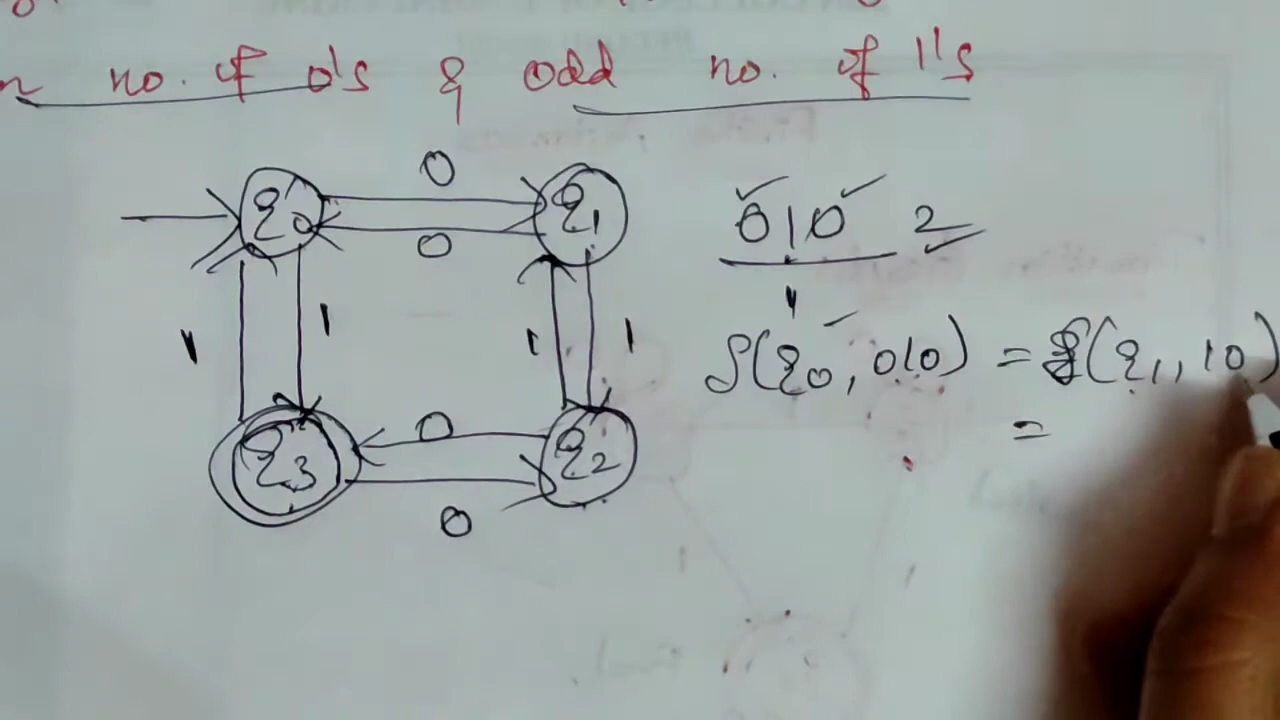 n no. of 0's & odd no. of 1's
0
q0 q1
0
010 2
1
1 1 1 1
δ(q0, 010) = δ(q1, 10)
=
0
q3 q2
0